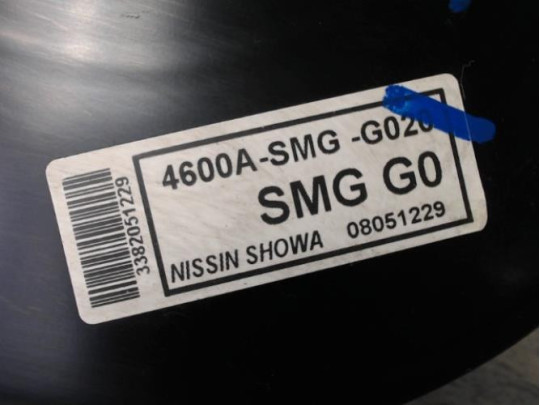 4600A-SMG -G020
SMG G0
NISSIN SHOWA 08051229
3382051229